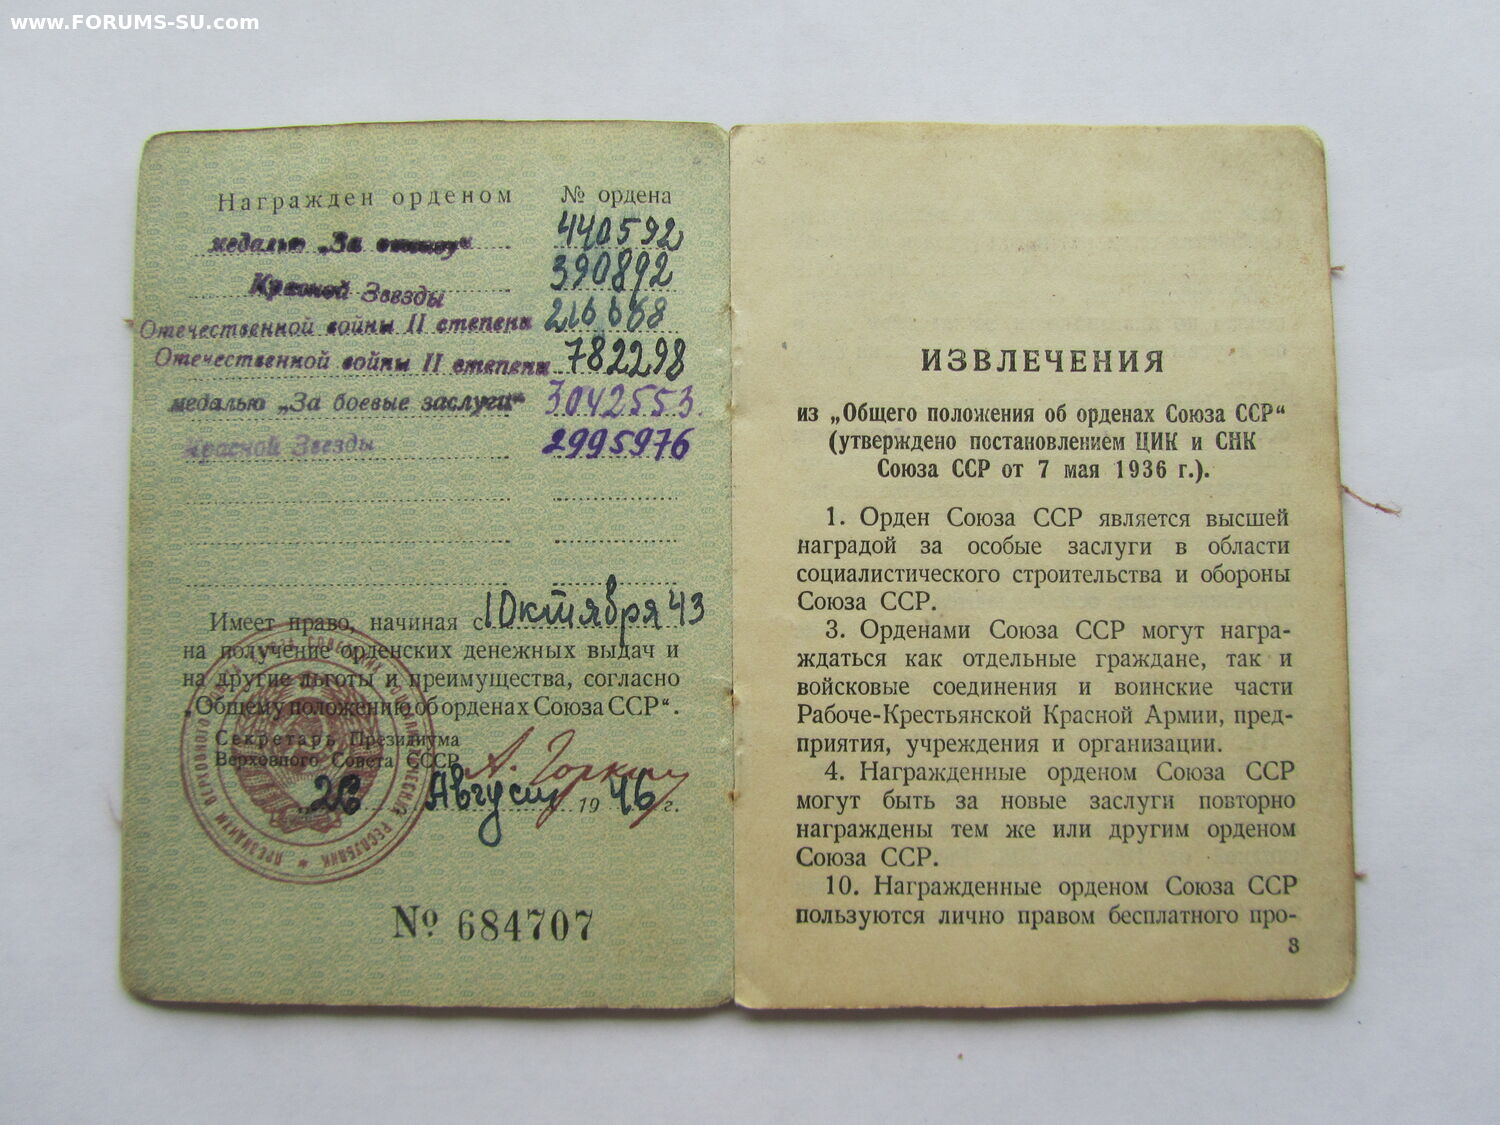 www.FORUMS-SU.com
Награжден орденом № ордена
медалью „За отвагу“ 440592
Красной Звезды 390892
Отечественной войны II степени 216668
Отечественной войны II степени 782298
медалью „За боевые заслуги“ 3042553.
Красной Звезды 2995976
Имеет право, начиная с 1 Октября 43
на получение орденских денежных выдач и
на другие льготы и преимущества, согласно
„Общему положению об орденах Союза ССР“.
Секретарь Президиума
Верховного Совета СССР А. Горкин
„26 Август 1946 г.
№ 684707
ИЗВЛЕЧЕНИЯ
из „Общего положения об орденах Союза ССР“
(утверждено постановлением ЦИК и СНК
Союза ССР от 7 мая 1936 г.).
1. Орден Союза ССР является высшей
наградой за особые заслуги в области
социалистического строительства и обороны
Союза ССР.
3. Орденами Союза ССР могут награ-
ждаться как отдельные граждане, так и
войсковые соединения и воинские части
Рабоче-Крестьянской Красной Армии, пред-
приятия, учреждения и организации.
4. Награжденные орденом Союза ССР
могут быть за новые заслуги повторно
награждены тем же или другим орденом
Союза ССР.
10. Награжденные орденом Союза ССР
пользуются лично правом бесплатного про-
3